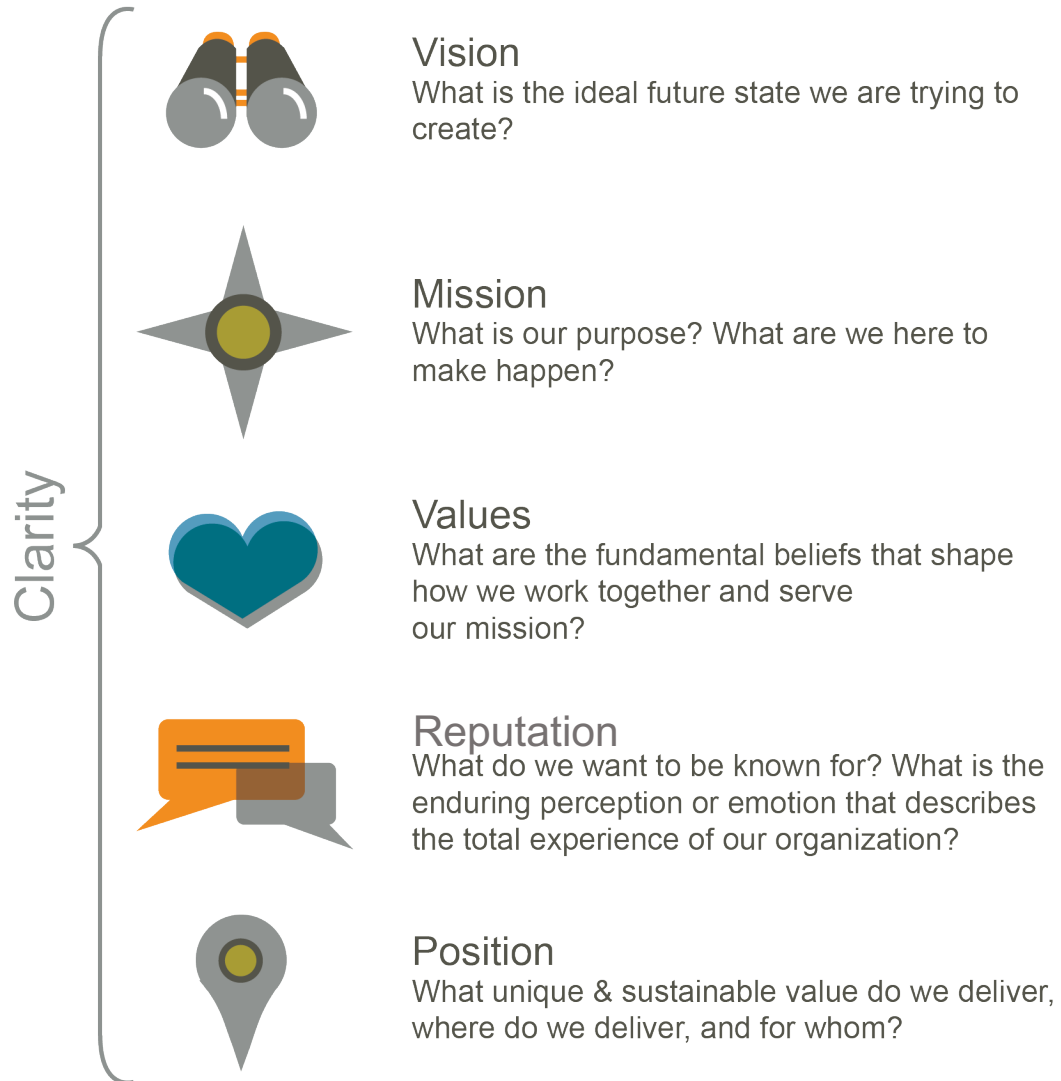 Clarity
Vision
What is the ideal future state we are trying to
create?
Mission
What is our purpose? What are we here to
make happen?
Values
What are the fundamental beliefs that shape
how we work together and serve
our mission?
Reputation
What do we want to be known for? What is the
enduring perception or emotion that describes
the total experience of our organization?
Position
What unique & sustainable value do we deliver,
where do we deliver, and for whom?